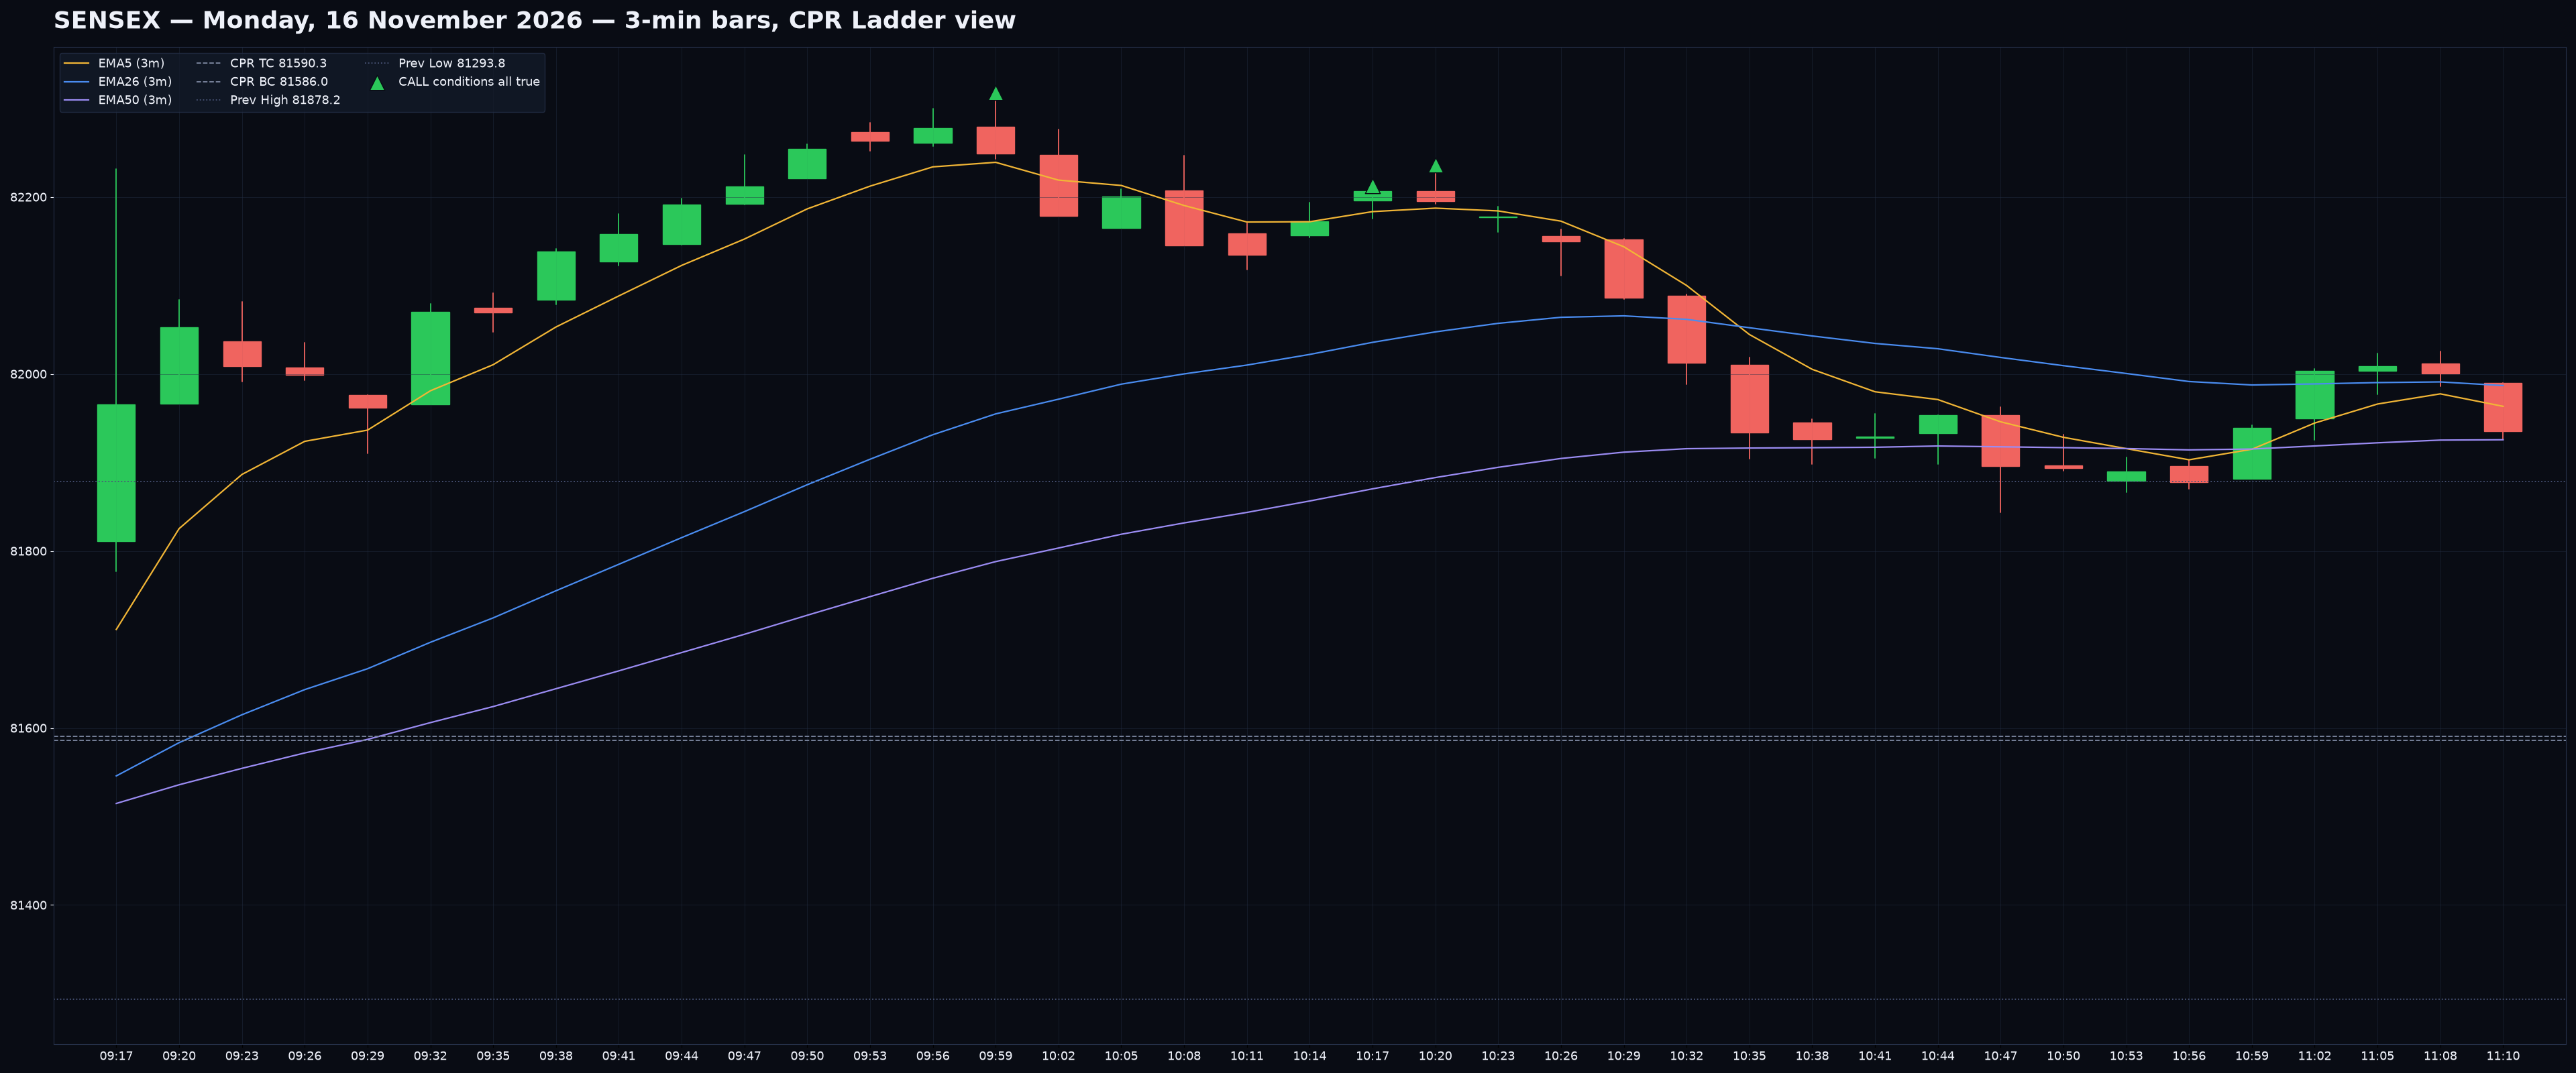 SENSEX — Monday, 16 November 2026 — 3-min bars, CPR Ladder view
EMA5 (3m)
EMA26 (3m)
EMA50 (3m)
CPR TC 81590.3
CPR BC 81586.0
Prev High 81878.2
Prev Low 81293.8
CALL conditions all true
82200
82000
81800
81600
81400
09:17 09:20 09:23 09:26 09:29 09:32 09:35 09:38 09:41 09:44 09:47 09:50 09:53 09:56 09:59 10:02 10:05 10:08 10:11 10:14 10:17 10:20 10:23 10:26 10:29 10:32 10:35 10:38 10:41 10:44 10:47 10:50 10:53 10:56 10:59 11:02 11:05 11:08 11:10